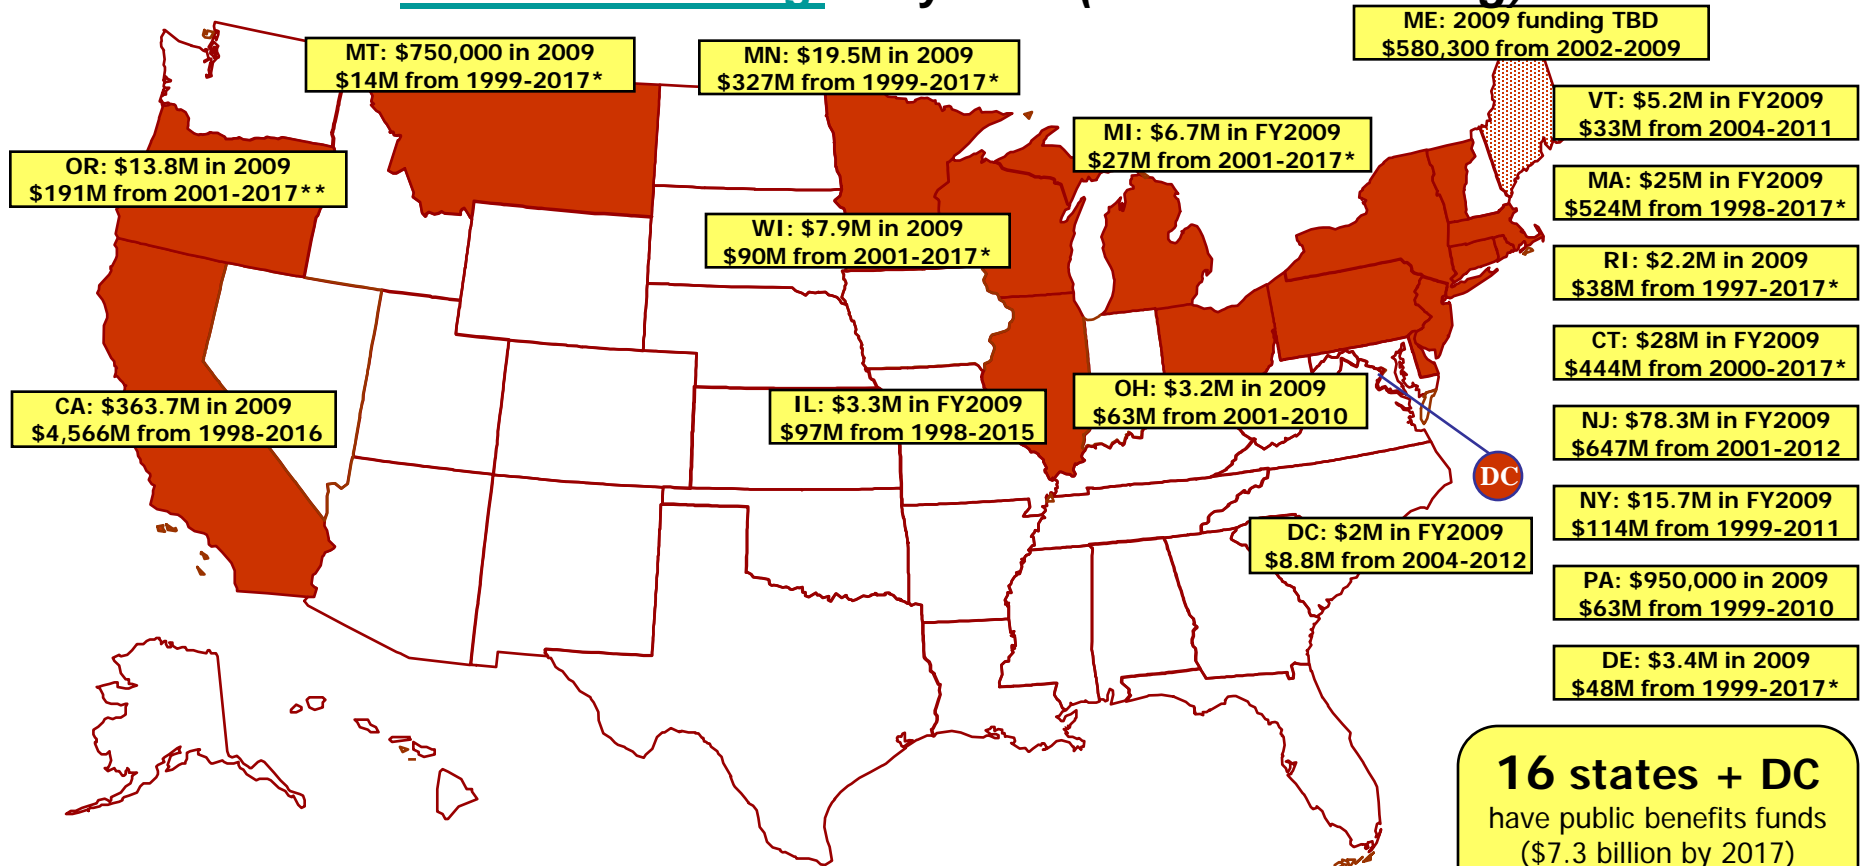 MT: $750,000 in 2009
$14M from 1999-2017*
MN: $19.5M in 2009
$327M from 1999-2017*
ME: 2009 funding TBD
$580,300 from 2002-2009
VT: $5.2M in FY2009
$33M from 2004-2011
MI: $6.7M in FY2009
$27M from 2001-2017*
OR: $13.8M in 2009
$191M from 2001-2017**
MA: $25M in FY2009
$524M from 1998-2017*
WI: $7.9M in 2009
$90M from 2001-2017*
RI: $2.2M in 2009
$38M from 1997-2017*
CT: $28M in FY2009
$444M from 2000-2017*
CA: $363.7M in 2009
$4,566M from 1998-2016
IL: $3.3M in FY2009
$97M from 1998-2015
OH: $3.2M in 2009
$63M from 2001-2010
NJ: $78.3M in FY2009
$647M from 2001-2012
DC
NY: $15.7M in FY2009
$114M from 1999-2011
DC: $2M in FY2009
$8.8M from 2004-2012
PA: $950,000 in 2009
$63M from 1999-2010
DE: $3.4M in 2009
$48M from 1999-2017*
16 states + DC
have public benefits funds
($7.3 billion by 2017)